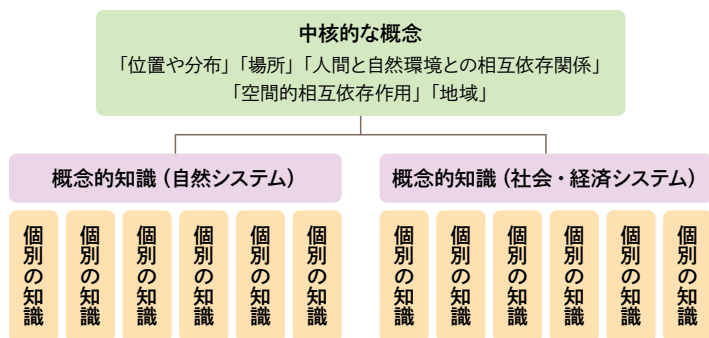 中核的な概念
「位置や分布」「場所」「人間と自然環境との相互依存関係」
「空間的相互依存作用」「地域」
概念的知識（自然システム）
概念的知識（社会・経済システム）
個別の知識
個別の知識
個別の知識
個別の知識
個別の知識
個別の知識
個別の知識
個別の知識
個別の知識
個別の知識
個別の知識
個別の知識